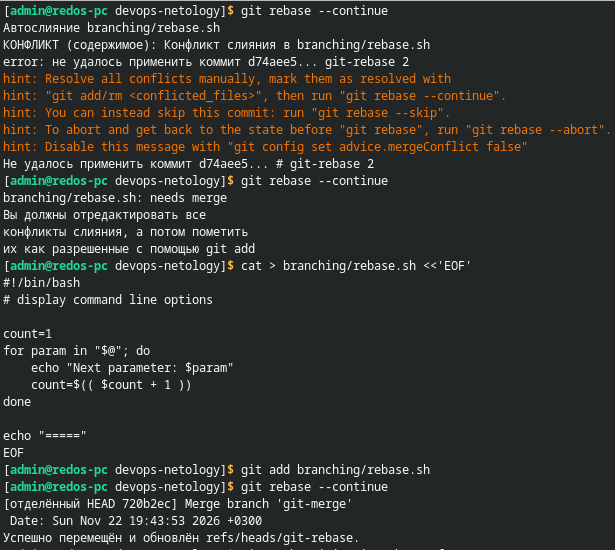 [admin@redos-pc devops-netology]$ git rebase --continue
Автослияние branching/rebase.sh
КОНФЛИКТ (содержимое): Конфликт слияния в branching/rebase.sh
error: не удалось применить коммит d74aee5... git-rebase 2
hint: Resolve all conflicts manually, mark them as resolved with
hint: "git add/rm <conflicted_files>", then run "git rebase --continue".
hint: You can instead skip this commit: run "git rebase --skip".
hint: To abort and get back to the state before "git rebase", run "git rebase --abort".
hint: Disable this message with "git config set advice.mergeConflict false"
Не удалось применить коммит d74aee5... # git-rebase 2
[admin@redos-pc devops-netology]$ git rebase --continue
branching/rebase.sh: needs merge
Вы должны отредактировать все
конфликты слияния, а потом пометить
их как разрешенные с помощью git add
[admin@redos-pc devops-netology]$ cat > branching/rebase.sh <<'EOF'
#!/bin/bash
# display command line options

count=1
for param in "$@"; do
    echo "Next parameter: $param"
    count=$(( $count + 1 ))
done

echo "====="
EOF
[admin@redos-pc devops-netology]$ git add branching/rebase.sh
[admin@redos-pc devops-netology]$ git rebase --continue
[отделённый HEAD 720b2ec] Merge branch 'git-merge'
 Date: Sun Nov 22 19:43:53 2026 +0300
Успешно перемещён и обновлён refs/heads/git-rebase.